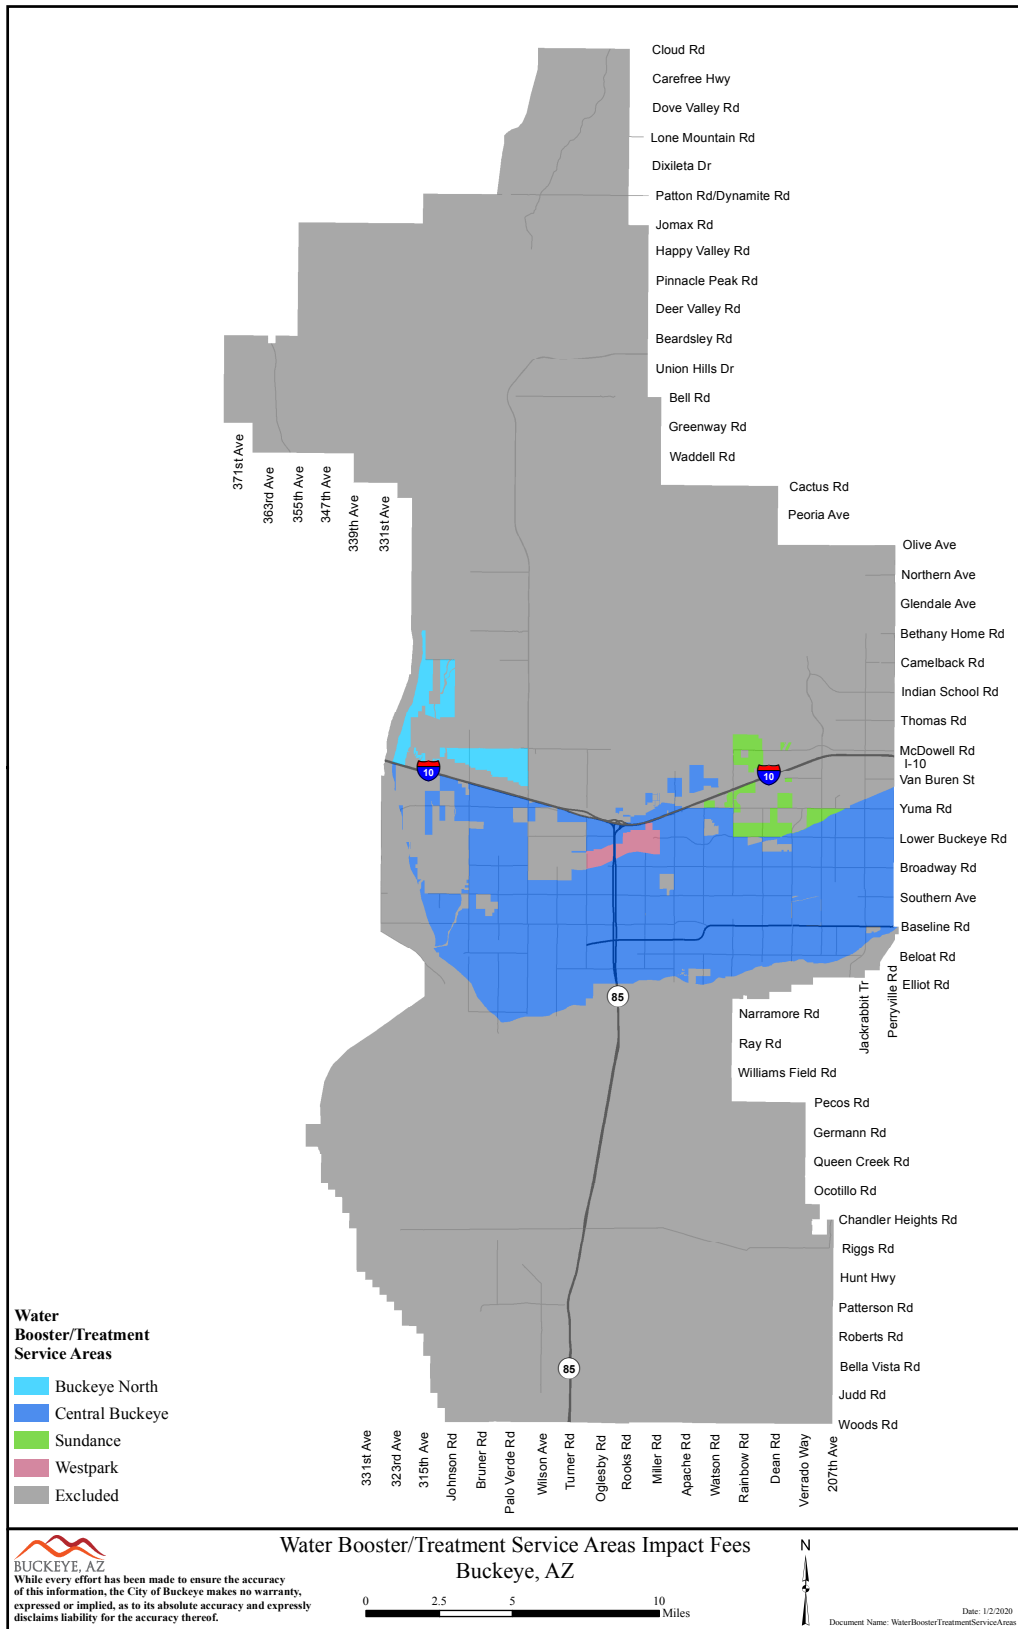 Cloud Rd
Carefree Hwy
Dove Valley Rd
Lone Mountain Rd
Dixileta Dr
Patton Rd/Dynamite Rd
Jomax Rd
Happy Valley Rd
Pinnacle Peak Rd
Deer Valley Rd
Beardsley Rd
Union Hills Dr
Bell Rd
Greenway Rd
Waddell Rd
Cactus Rd
Peoria Ave
Olive Ave
Northern Ave
Glendale Ave
Bethany Home Rd
Camelback Rd
Indian School Rd
Thomas Rd
McDowell Rd
I-10
Van Buren St
Yuma Rd
Lower Buckeye Rd
Broadway Rd
Southern Ave
Baseline Rd
Beloat Rd
Elliot Rd
Narramore Rd
Ray Rd
Williams Field Rd
Pecos Rd
Germann Rd
Queen Creek Rd
Ocotillo Rd
Chandler Heights Rd
Riggs Rd
Hunt Hwy
Patterson Rd
Roberts Rd
Bella Vista Rd
Judd Rd
Woods Rd
371st Ave
363rd Ave
355th Ave
347th Ave
339th Ave
331st Ave
10
10
85
85
Jackrabbit Tr
Perryville Rd
331st Ave
323rd Ave
315th Ave
Johnson Rd
Bruner Rd
Palo Verde Rd
Wilson Ave
Turner Rd
Oglesby Rd
Rooks Rd
Miller Rd
Apache Rd
Watson Rd
Rainbow Rd
Dean Rd
Verrado Way
207th Ave
Water
Booster/Treatment
Service Areas
Buckeye North
Central Buckeye
Sundance
Westpark
Excluded
BUCKEYE, AZ
While every effort has been made to ensure the accuracy
of this information, the City of Buckeye makes no warranty,
expressed or implied, as to its absolute accuracy and expressly
disclaims liability for the accuracy thereof.
Water Booster/Treatment Service Areas Impact Fees
Buckeye, AZ
0 2.5 5 10
Miles
N
Date: 1/2/2020
Document Name: WaterBoosterTreatmentServiceAreas